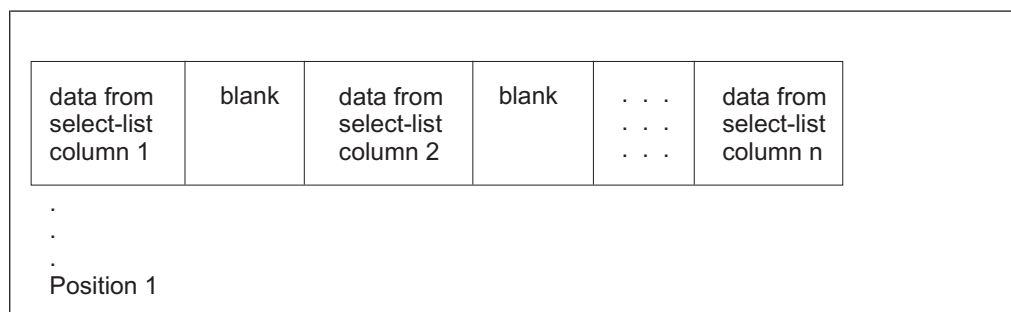 data from
select-list
column 1
blank
data from
select-list
column 2
blank
. . .
. . .
. . .
data from
select-list
column n
.
.
.
Position 1